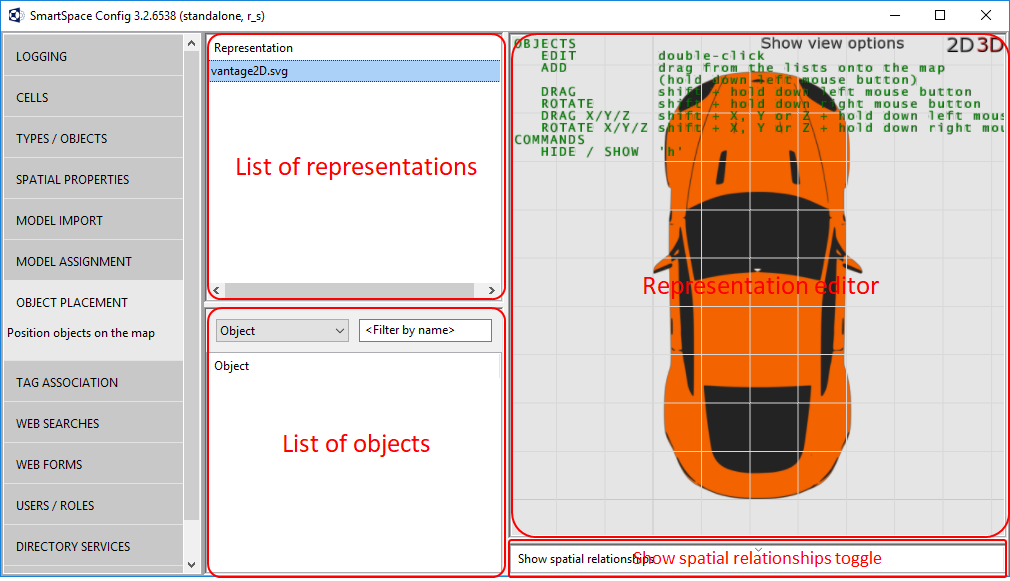 SmartSpace Config 3.2.6538 (standalone, r_s)
LOGGING
CELLS
TYPES / OBJECTS
SPATIAL PROPERTIES
MODEL IMPORT
MODEL ASSIGNMENT
OBJECT PLACEMENT
Position objects on the map
TAG ASSOCIATION
WEB SEARCHES
WEB FORMS
USERS / ROLES
DIRECTORY SERVICES
Representation
vantage2D.svg
List of representations
Object
<Filter by name>
Object
List of objects
Show view options
2D 3D
OBJECTS
EDIT double-click
ADD drag from the lists onto the map
(hold down left mouse button)
DRAG shift + hold down left mouse button
ROTATE shift + hold down right mouse button
DRAG X/Y/Z shift + X, Y or Z + hold down left mous
ROTATE X/Y/Z shift + X, Y or Z + hold down right mou
COMMANDS
HIDE / SHOW 'h'
Representation editor
Show spatial relationships
Show spatial relationships toggle